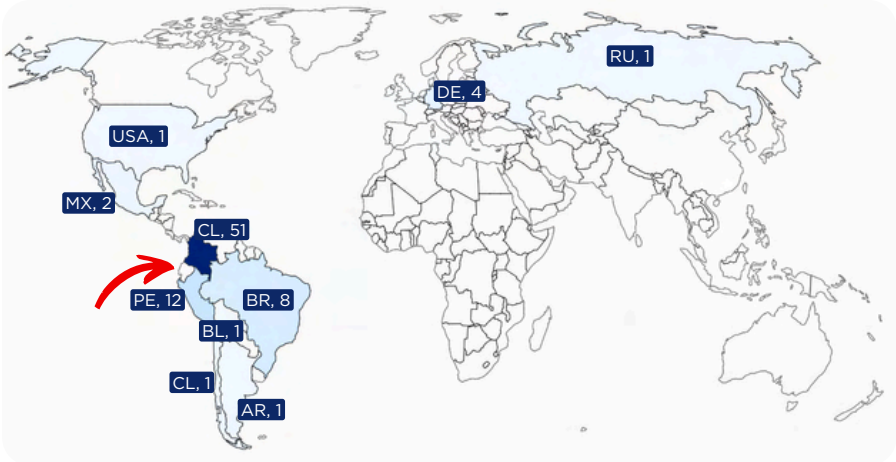 RU, 1
DE, 4
USA, 1
MX, 2
CL, 51
PE, 12
BR, 8
BL, 1
CL, 1
AR, 1